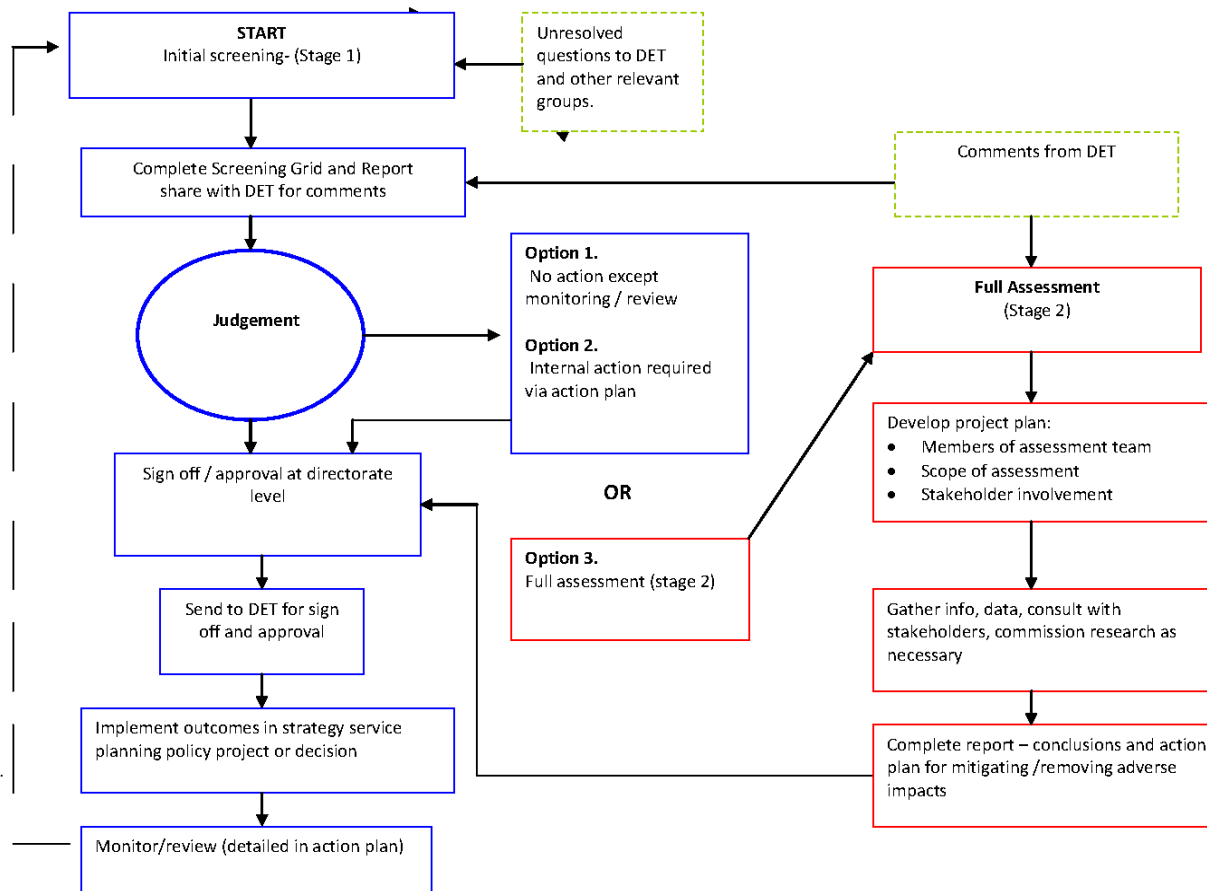 START
Initial screening- (Stage 1)
Unresolved
questions to DET
and other relevant
groups.
Complete Screening Grid and Report
share with DET for comments
Comments from DET
Judgement
Option 1.
No action except
monitoring / review
Option 2.
Internal action required
via action plan
Full Assessment
(Stage 2)
Sign off / approval at directorate
level
OR
Option 3.
Full assessment (stage 2)
Develop project plan:
● Members of assessment team
● Scope of assessment
● Stakeholder involvement
Send to DET for sign
off and approval
Gather info, data, consult with
stakeholders, commission research as
necessary
Implement outcomes in strategy service
planning policy project or decision
Complete report – conclusions and action
plan for mitigating /removing adverse
impacts
Monitor/review (detailed in action plan)